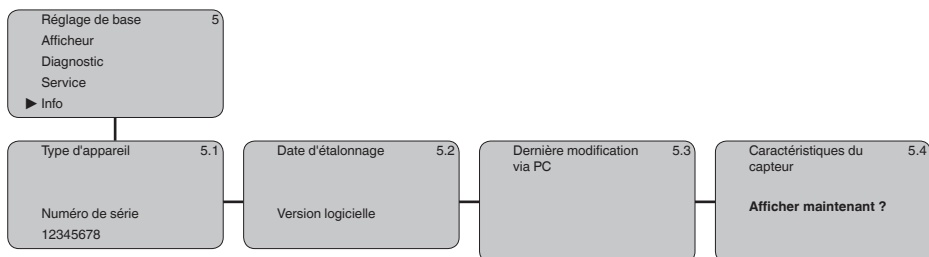 Réglage de base 5
Afficheur
Diagnostic
Service
▶ Info
Type d'appareil 5.1
Numéro de série
12345678
Date d'étalonnage 5.2
Version logicielle
Dernière modification 5.3
via PC
Caractéristiques du 5.4
capteur
Afficher maintenant ?